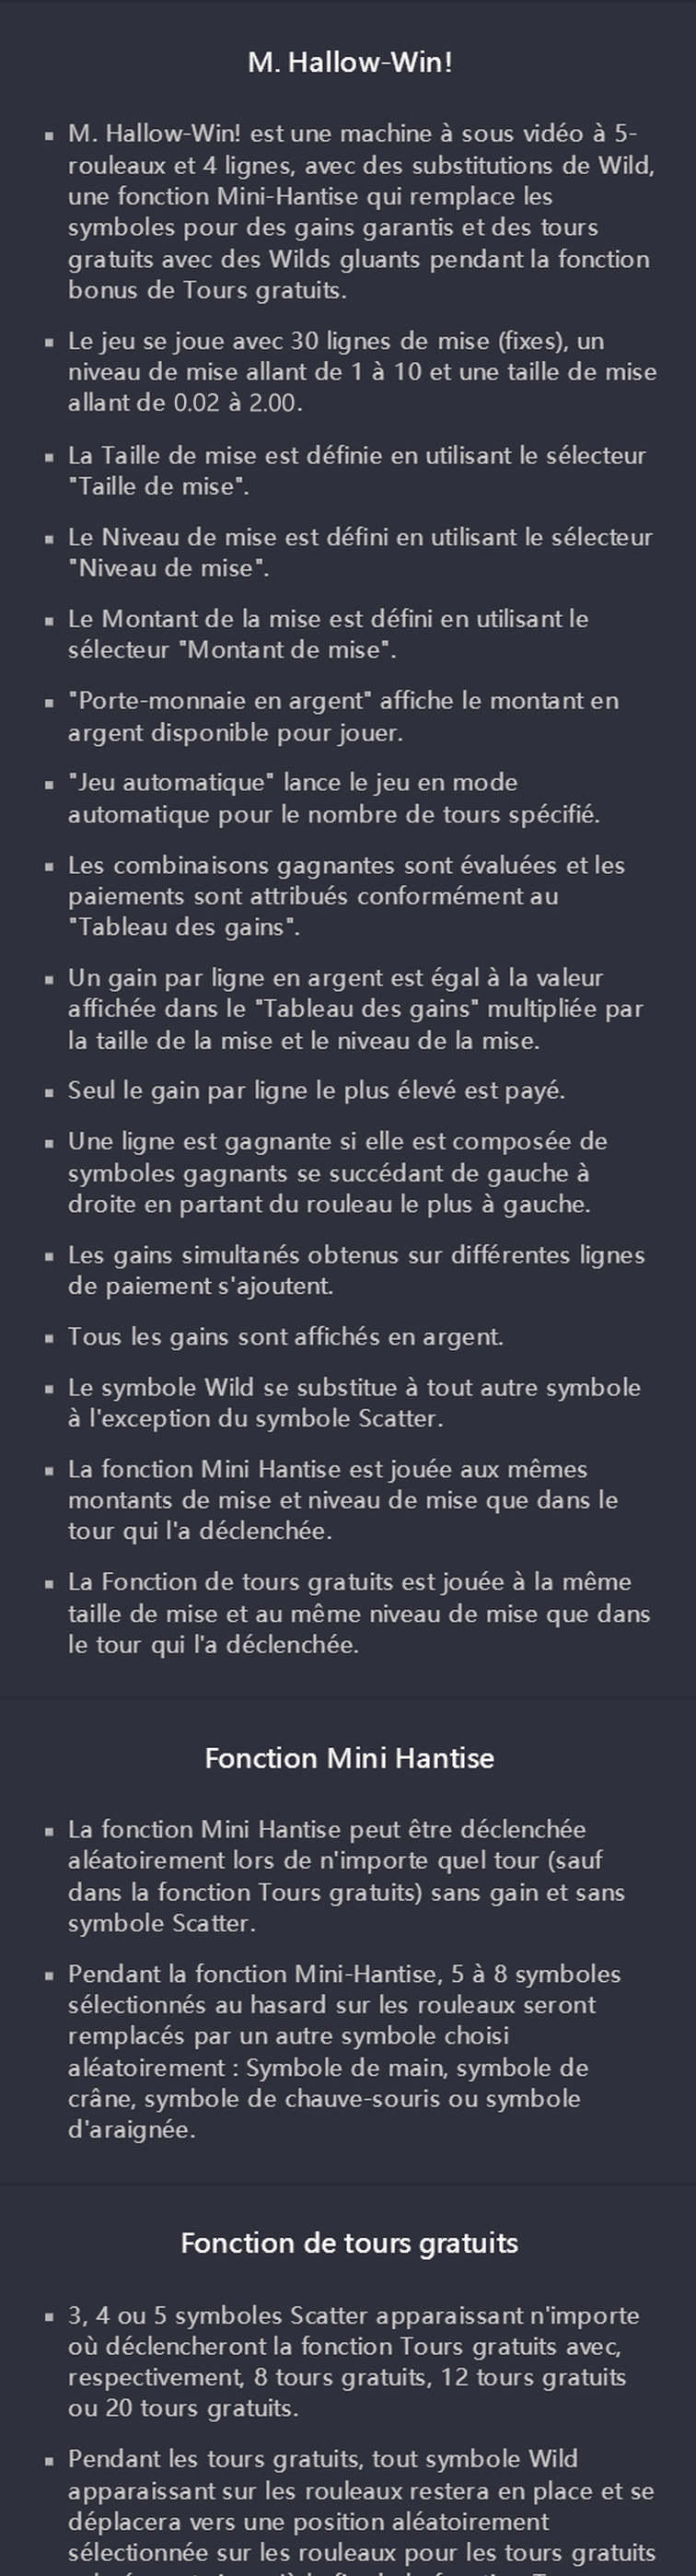 M. Hallow-Win!
▪ M. Hallow-Win! est une machine à sous vidéo à 5-
rouleaux et 4 lignes, avec des substitutions de Wild,
une fonction Mini-Hantise qui remplace les
symboles pour des gains garantis et des tours
gratuits avec des Wilds gluants pendant la fonction
bonus de Tours gratuits.
▪ Le jeu se joue avec 30 lignes de mise (fixes), un
niveau de mise allant de 1 à 10 et une taille de mise
allant de 0.02 à 2.00.
▪ La Taille de mise est définie en utilisant le sélecteur
"Taille de mise".
▪ Le Niveau de mise est défini en utilisant le sélecteur
"Niveau de mise".
▪ Le Montant de la mise est défini en utilisant le
sélecteur "Montant de mise".
▪ "Porte-monnaie en argent" affiche le montant en
argent disponible pour jouer.
▪ "Jeu automatique" lance le jeu en mode
automatique pour le nombre de tours spécifié.
▪ Les combinaisons gagnantes sont évaluées et les
paiements sont attribués conformément au
"Tableau des gains".
▪ Un gain par ligne en argent est égal à la valeur
affichée dans le "Tableau des gains" multipliée par
la taille de la mise et le niveau de la mise.
▪ Seul le gain par ligne le plus élevé est payé.
▪ Une ligne est gagnante si elle est composée de
symboles gagnants se succédant de gauche à
droite en partant du rouleau le plus à gauche.
▪ Les gains simultanés obtenus sur différentes lignes
de paiement s'ajoutent.
▪ Tous les gains sont affichés en argent.
▪ Le symbole Wild se substitue à tout autre symbole
à l'exception du symbole Scatter.
▪ La fonction Mini Hantise est jouée aux mêmes
montants de mise et niveau de mise que dans le
tour qui l'a déclenchée.
▪ La Fonction de tours gratuits est jouée à la même
taille de mise et au même niveau de mise que dans
le tour qui l'a déclenchée.
Fonction Mini Hantise
▪ La fonction Mini Hantise peut être déclenchée
aléatoirement lors de n'importe quel tour (sauf
dans la fonction Tours gratuits) sans gain et sans
symbole Scatter.
▪ Pendant la fonction Mini-Hantise, 5 à 8 symboles
sélectionnés au hasard sur les rouleaux seront
remplacés par un autre symbole choisi
aléatoirement : Symbole de main, symbole de
crâne, symbole de chauve-souris ou symbole
d'araignée.
Fonction de tours gratuits
▪ 3, 4 ou 5 symboles Scatter apparaissant n'importe
où déclencheront la fonction Tours gratuits avec,
respectivement, 8 tours gratuits, 12 tours gratuits
ou 20 tours gratuits.
▪ Pendant les tours gratuits, tout symbole Wild
apparaissant sur les rouleaux restera en place et se
déplacera vers une position aléatoirement
sélectionnée sur les rouleaux pour les tours gratuits